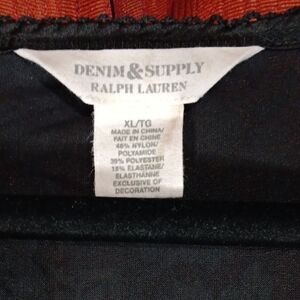 DENIM & SUPPLY
RALPH LAUREN
XL/TG
MADE IN CHINA/
FAIT EN CHINE
46% NYLON/
POLYAMIDE
39% POLYESTER
15% ELASTANE/
ELASTHANNE
EXCLUSIVE OF
DECORATION